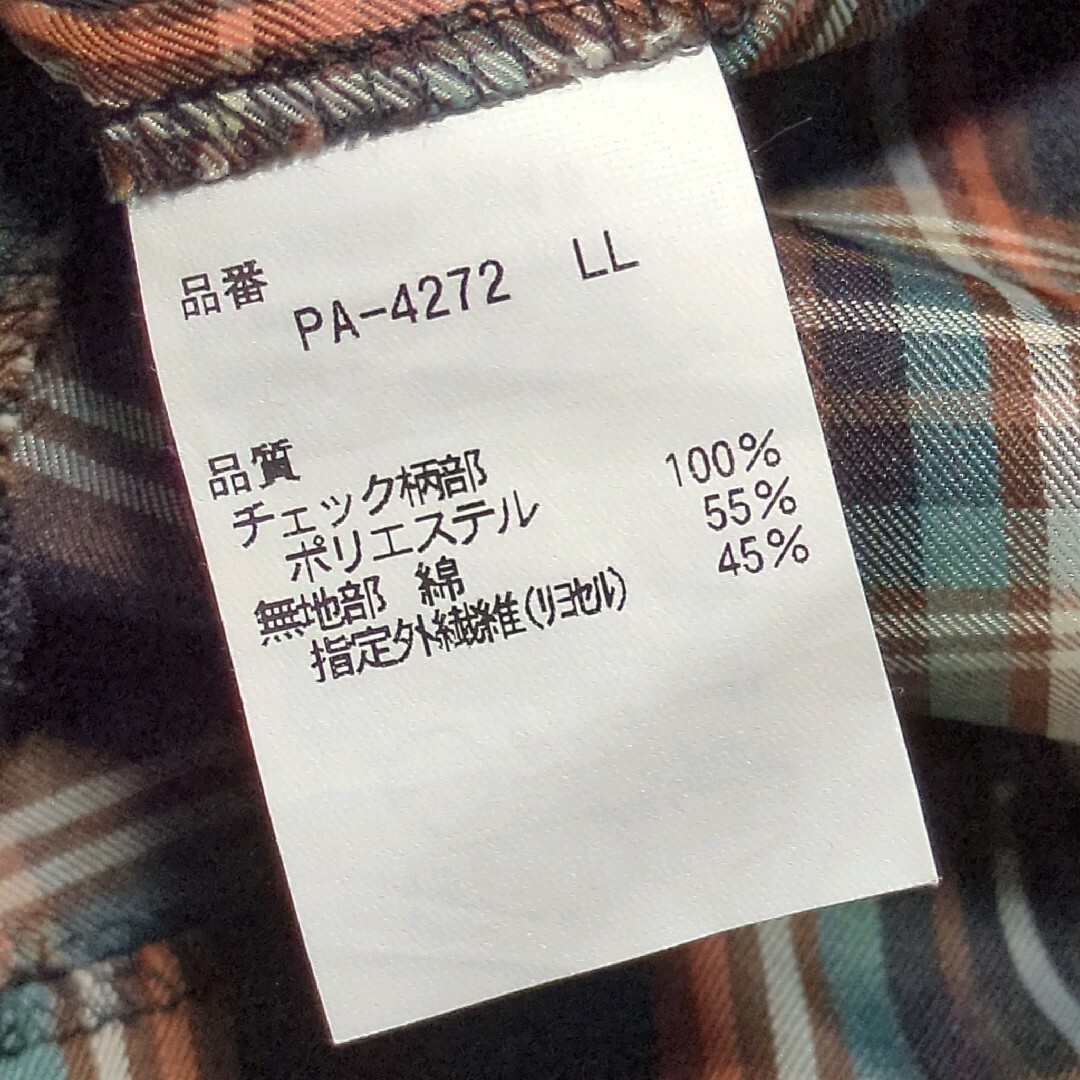 品番
PA-4272 LL
品質
チェック柄部
ポリエステル 100%
無地部 綿 55%
指定外繊維(リヨセル) 45%